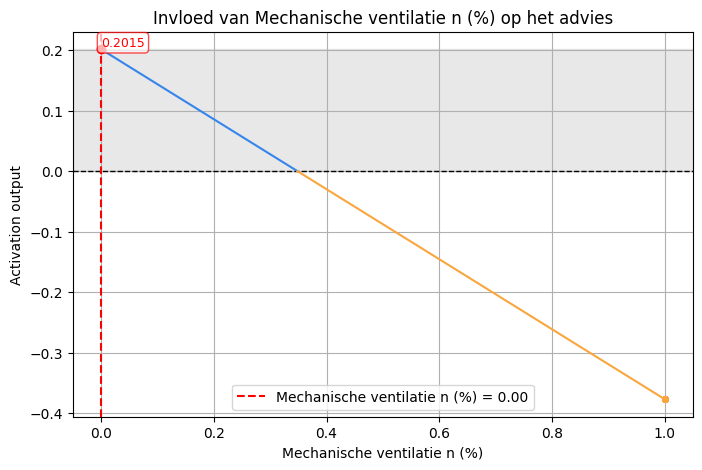 Invloed van Mechanische ventilatie n (%) op het advies
0.2015
0.2
0.1
0.0
−0.1
−0.2
−0.3
−0.4
Activation output
Mechanische ventilatie n (%) = 0.00
0.0 0.2 0.4 0.6 0.8 1.0
Mechanische ventilatie n (%)